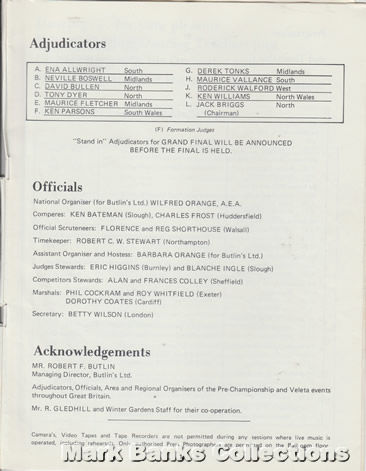 Adjudicators
A. ENA ALLWRIGHT South
B. NEVILLE BOSWELL Midlands
C. DAVID BULLEN North
D. TONY DYER North
E. MAURICE FLETCHER Midlands
F. KEN PARSONS South Wales
G. DEREK TONKS Midlands
H. MAURICE VALLANCE South
J. RODERICK WALFORD West
K. KEN WILLIAMS North Wales
L. JACK BRIGGS North
(Chairman)
(F) Formation Judges
"Stand in" Adjudicators for GRAND FINAL WILL BE ANNOUNCED
BEFORE THE FINAL IS HELD.
Officials
National Organiser (for Butlin's Ltd.) WILFRED ORANGE, A.E.A.
Comperes: KEN BATEMAN (Slough), CHARLES FROST (Huddersfield)
Official Scruteneers: FLORENCE and REG SHORTHOUSE (Walsall)
Timekeeper: ROBERT C. W. STEWART (Northampton)
Assistant Organiser and Hostess: BARBARA ORANGE (for Butlin's Ltd.)
Judges Stewards: ERIC HIGGINS (Burnley) and BLANCHE INGLE (Slough)
Competitors Stewards: ALAN and FRANCES COLLEY (Sheffield)
Marshals: PHIL COCKRAM and ROY WHITFIELD (Exeter)
DOROTHY COATES (Cardiff)
Secretary: BETTY WILSON (London)
Acknowledgements
MR. ROBERT F. BUTLIN
Managing Director, Butlin's Ltd.
Adjudicators, Officials, Area and Regional Organisers of the Pre-Championship and Veleta events
throughout Great Britain.
Mr. R. GLEDHILL and Winter Gardens Staff for their co-operation.
Camera's, Video Tapes and Tape Recorders are not permitted during any sessions where live music is
operated, including rehearsals. Only authorised Press Photographers are permitted on the Ballroom floor
Mark Banks Collections